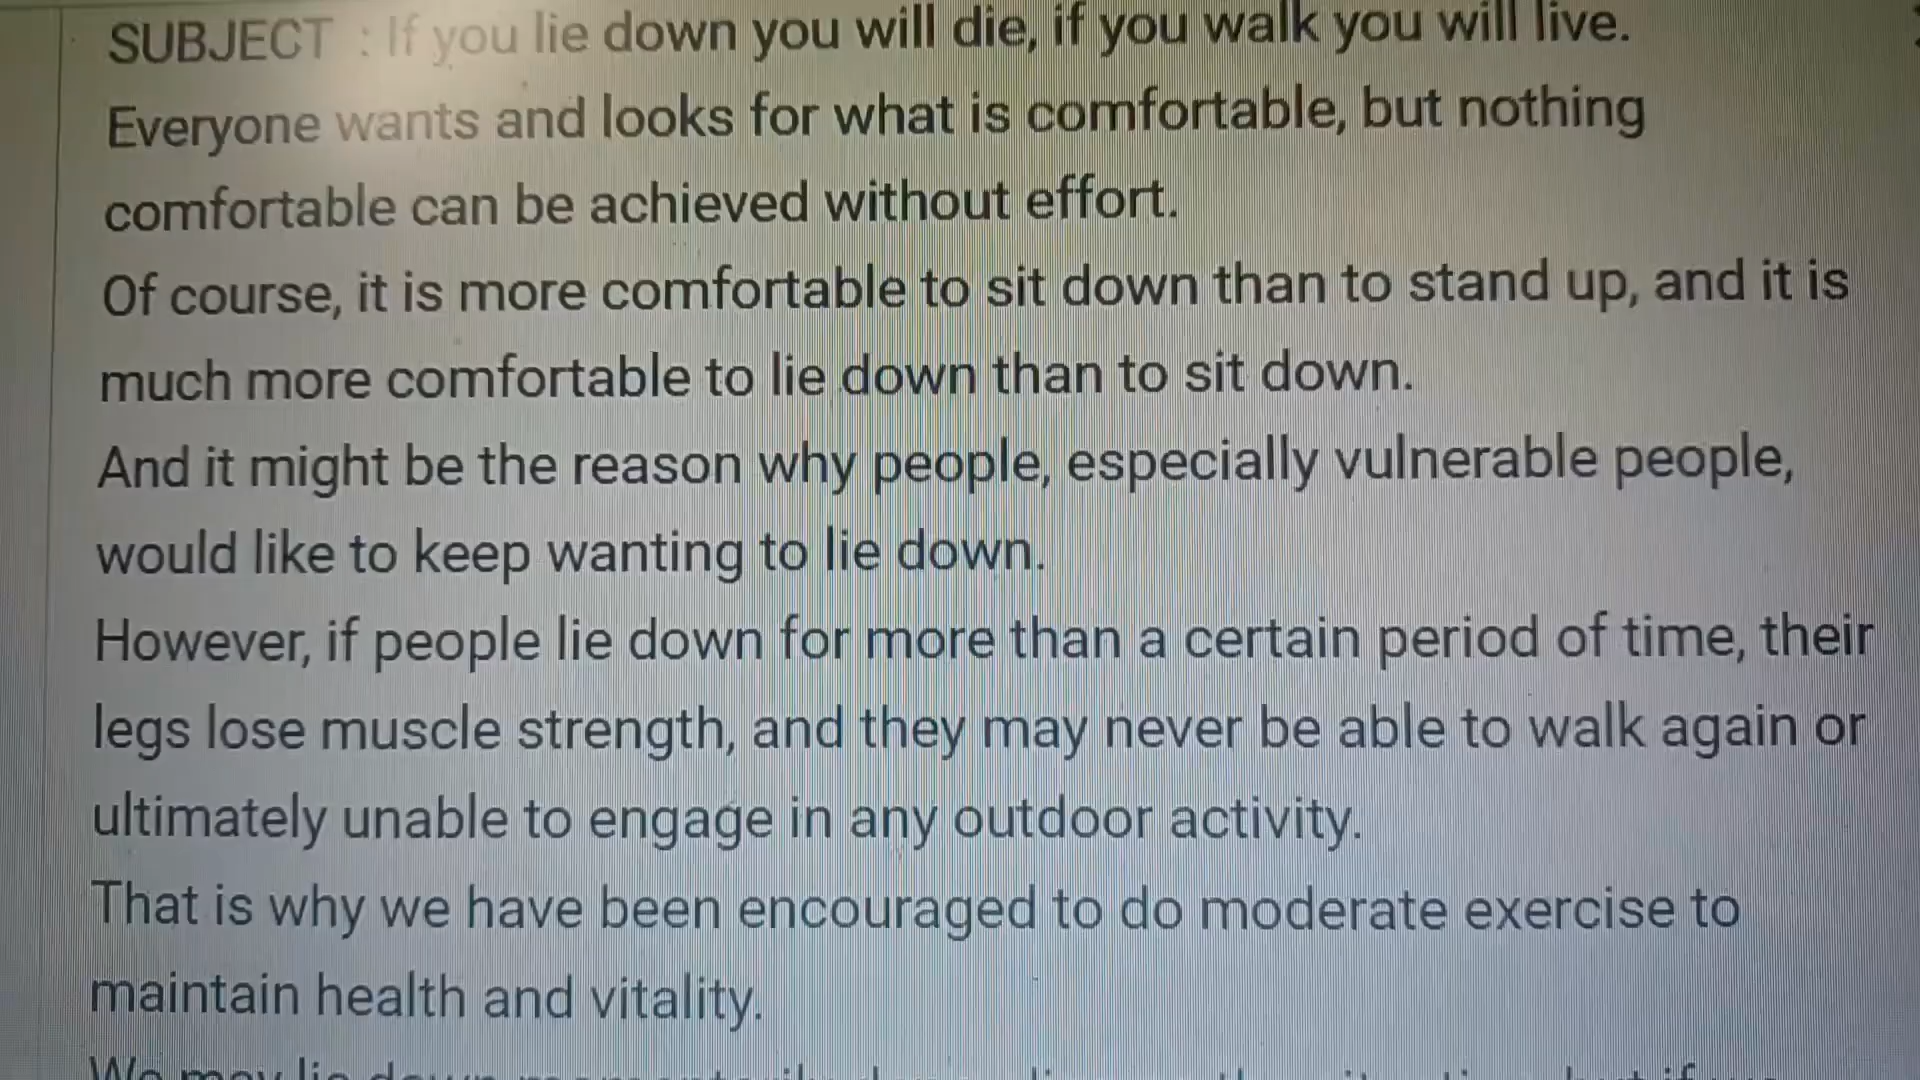 SUBJECT : If you lie down you will die, if you walk you will live.
Everyone wants and looks for what is comfortable, but nothing
comfortable can be achieved without effort.
Of course, it is more comfortable to sit down than to stand up, and it is
much more comfortable to lie down than to sit down.
And it might be the reason why people, especially vulnerable people,
would like to keep wanting to lie down.
However, if people lie down for more than a certain period of time, their
legs lose muscle strength, and they may never be able to walk again or
ultimately unable to engage in any outdoor activity.
That is why we have been encouraged to do moderate exercise to
maintain health and vitality.
We may lie down